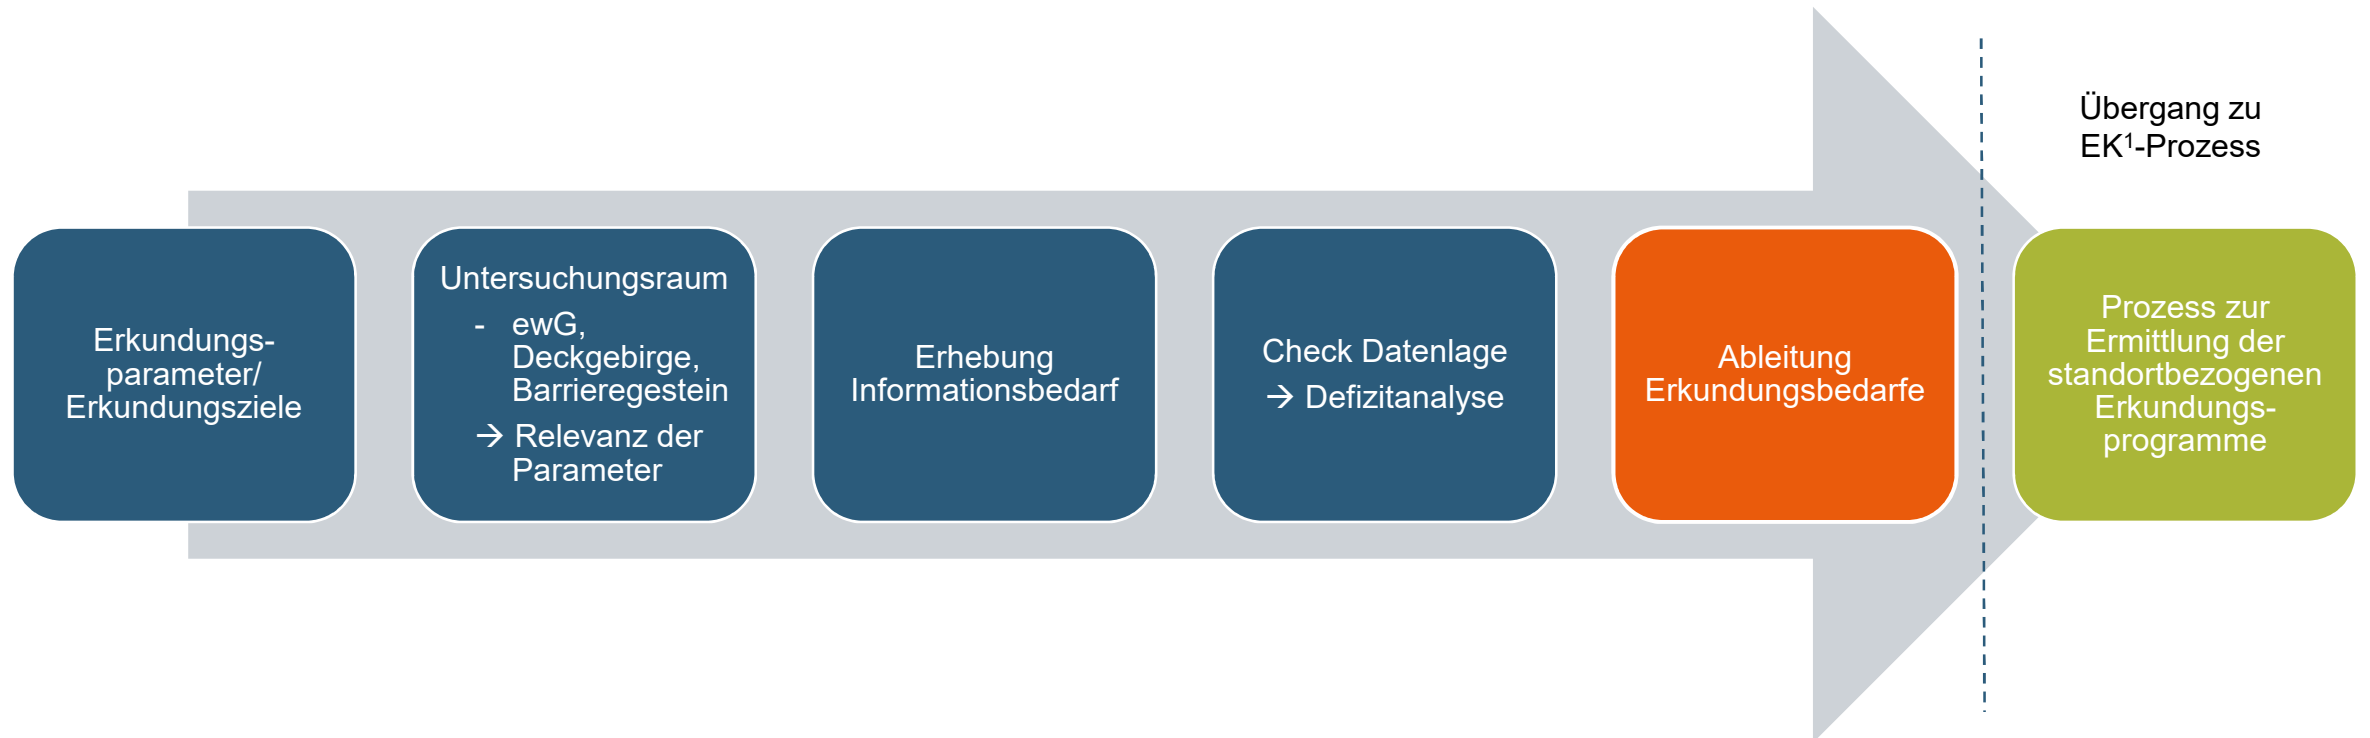 Erkundungs-
parameter/
Erkundungsziele
Untersuchungsraum
- ewG,
Deckgebirge,
Barrieregestein
→ Relevanz der
Parameter
Erhebung
Informationsbedarf
Check Datenlage
→ Defizitanalyse
Ableitung
Erkundungsbedarfe
Übergang zu
EK¹-Prozess
Prozess zur
Ermittlung der
standortbezogenen
Erkundungs-
programme